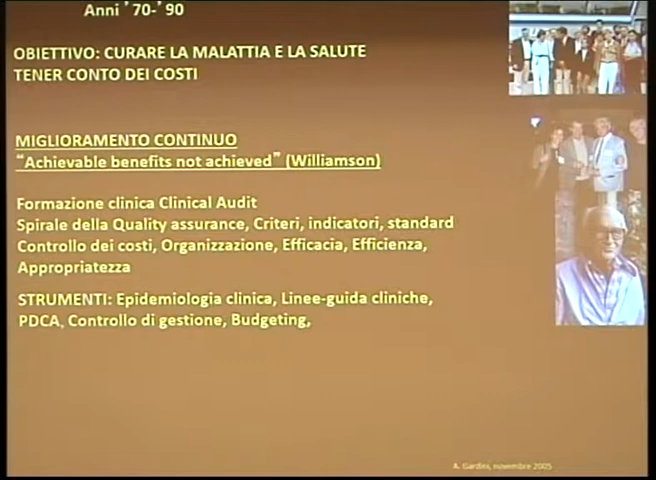 Anni '70-'90
OBIETTIVO: CURARE LA MALATTIA E LA SALUTE
TENER CONTO DEI COSTI
MIGLIORAMENTO CONTINUO
“Achievable benefits not achieved” (Williamson)
Formazione clinica Clinical Audit
Spirale della Quality assurance, Criteri, indicatori, standard
Controllo dei costi, Organizzazione, Efficacia, Efficienza,
Appropriatezza
STRUMENTI: Epidemiologia clinica, Linee-guida cliniche,
PDCA, Controllo di gestione, Budgeting,
A. Gardini, novembre 2005